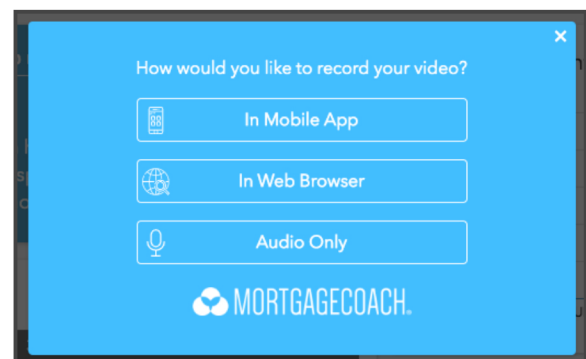 How would you like to record your video?
In Mobile App
In Web Browser
Audio Only
MORTGAGECOACH.